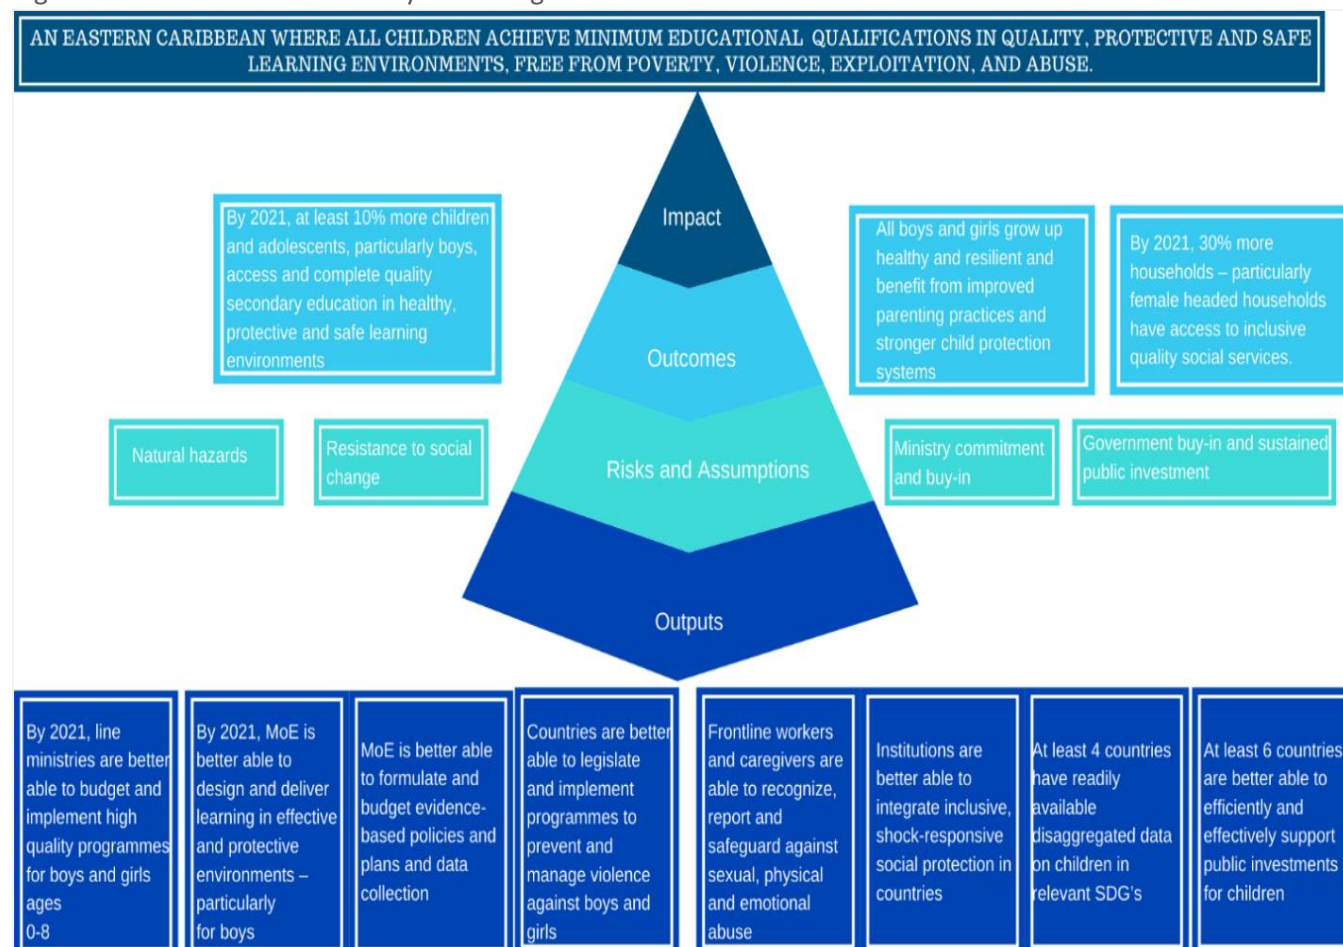 AN EASTERN CARIBBEAN WHERE ALL CHILDREN ACHIEVE MINIMUM EDUCATIONAL QUALIFICATIONS IN QUALITY, PROTECTIVE AND SAFE
LEARNING ENVIRONMENTS, FREE FROM POVERTY, VIOLENCE, EXPLOITATION, AND ABUSE.
Impact
By 2021, at least 10% more children
and adolescents, particularly boys,
access and complete quality
secondary education in healthy,
protective and safe learning
environments
Outcomes
All boys and girls grow up
healthy and resilient and
benefit from improved
parenting practices and
stronger child protection
systems
By 2021, 30% more
households – particularly
female headed households
have access to inclusive
quality social services.
Natural hazards
Resistance to social
change
Risks and Assumptions
Ministry commitment
and buy-in
Government buy-in and sustained
public investment
Outputs
By 2021, line
ministries are better
able to budget and
implement high
quality programmes
for boys and girls
ages
0-8
By 2021, MoE is
better able to
design and deliver
learning in effective
and protective
environments –
particularly
for boys
MoE is better able
to formulate and
budget evidence-
based policies and
plans and data
collection
Countries are better
able to legislate
and implement
programmes to
prevent and
manage violence
against boys and
girls
Frontline workers
and caregivers are
able to recognize,
report and
safeguard against
sexual, physical
and emotional
abuse
Institutions are
better able to
integrate inclusive,
shock-responsive
social protection in
countries
At least 4 countries
have readily
available
disaggregated data
on children in
relevant SDG's
At least 6 countries
are better able to
efficiently and
effectively support
public investments
for children